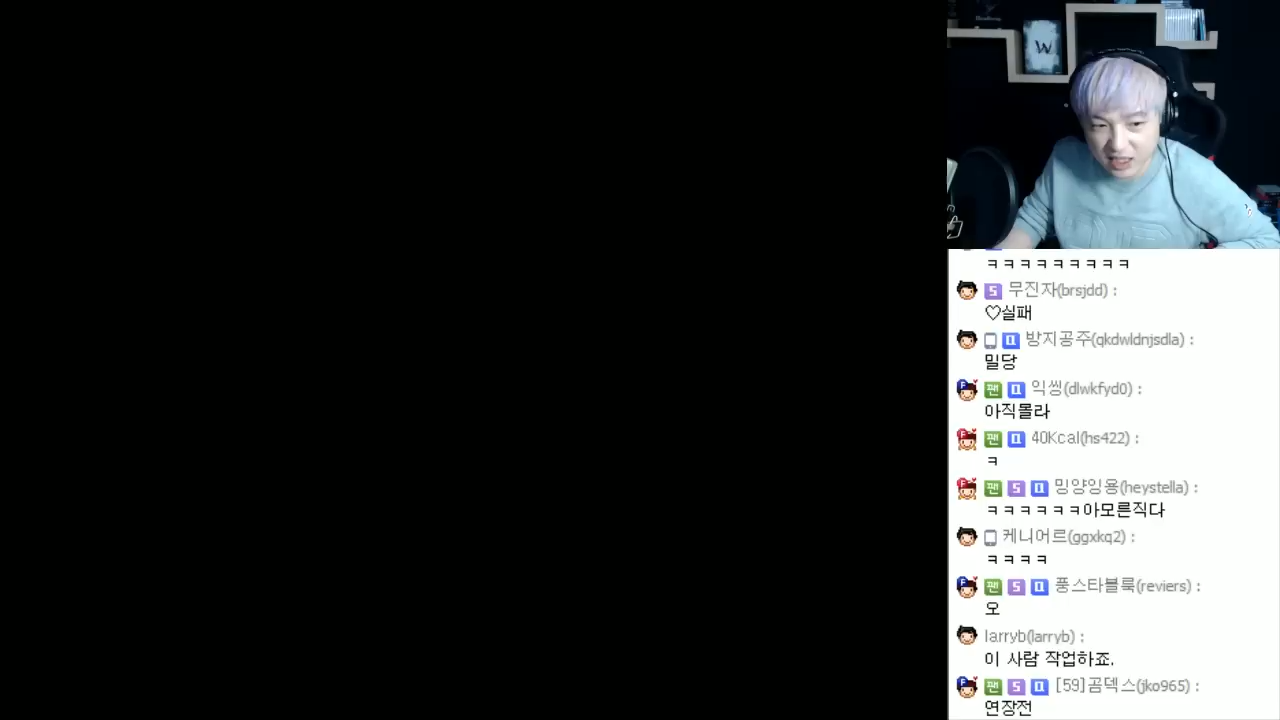 W
ㅋㅋㅋㅋㅋㅋㅋㅋㅋ
S 무진자(brsjdd) :
♡실패
방지공주(qkdwldnjsdla) :
밀당
팬 익씽(dlwkfyd0) :
아직몰라
팬 40Kcal(hs422) :
ㅋ
팬 S 밍양잉용(heystella) :
ㅋㅋㅋㅋㅋㅋ아모른직다
케니어르(ggxkq2) :
ㅋㅋㅋㅋ
팬 S 풍스타블룩(reviers) :
오
larryb(larryb) :
이 사람 작업하죠.
팬 S [59]곰덱스(jko965) :
연장전